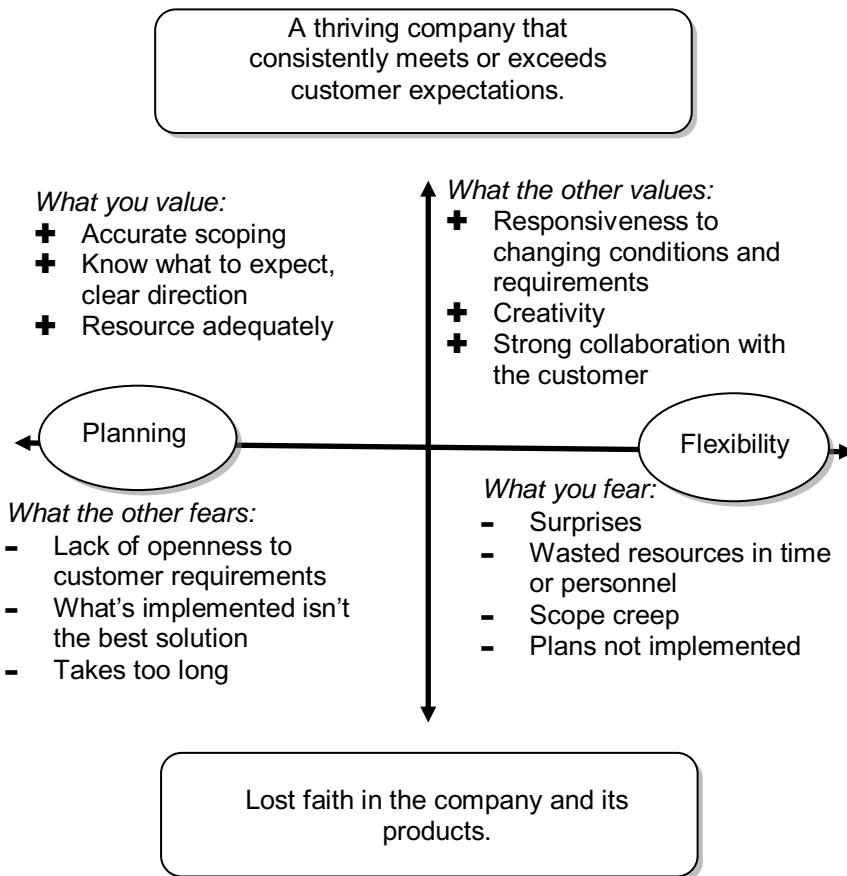 A thriving company that
consistently meets or exceeds
customer expectations.
What you value:
+ Accurate scoping
+ Know what to expect,
clear direction
+ Resource adequately
What the other values:
+ Responsiveness to
changing conditions and
requirements
+ Creativity
+ Strong collaboration with
the customer
Planning
Flexibility
What the other fears:
- Lack of openness to
customer requirements
- What’s implemented isn’t
the best solution
- Takes too long
What you fear:
- Surprises
- Wasted resources in time
or personnel
- Scope creep
- Plans not implemented
Lost faith in the company and its
products.